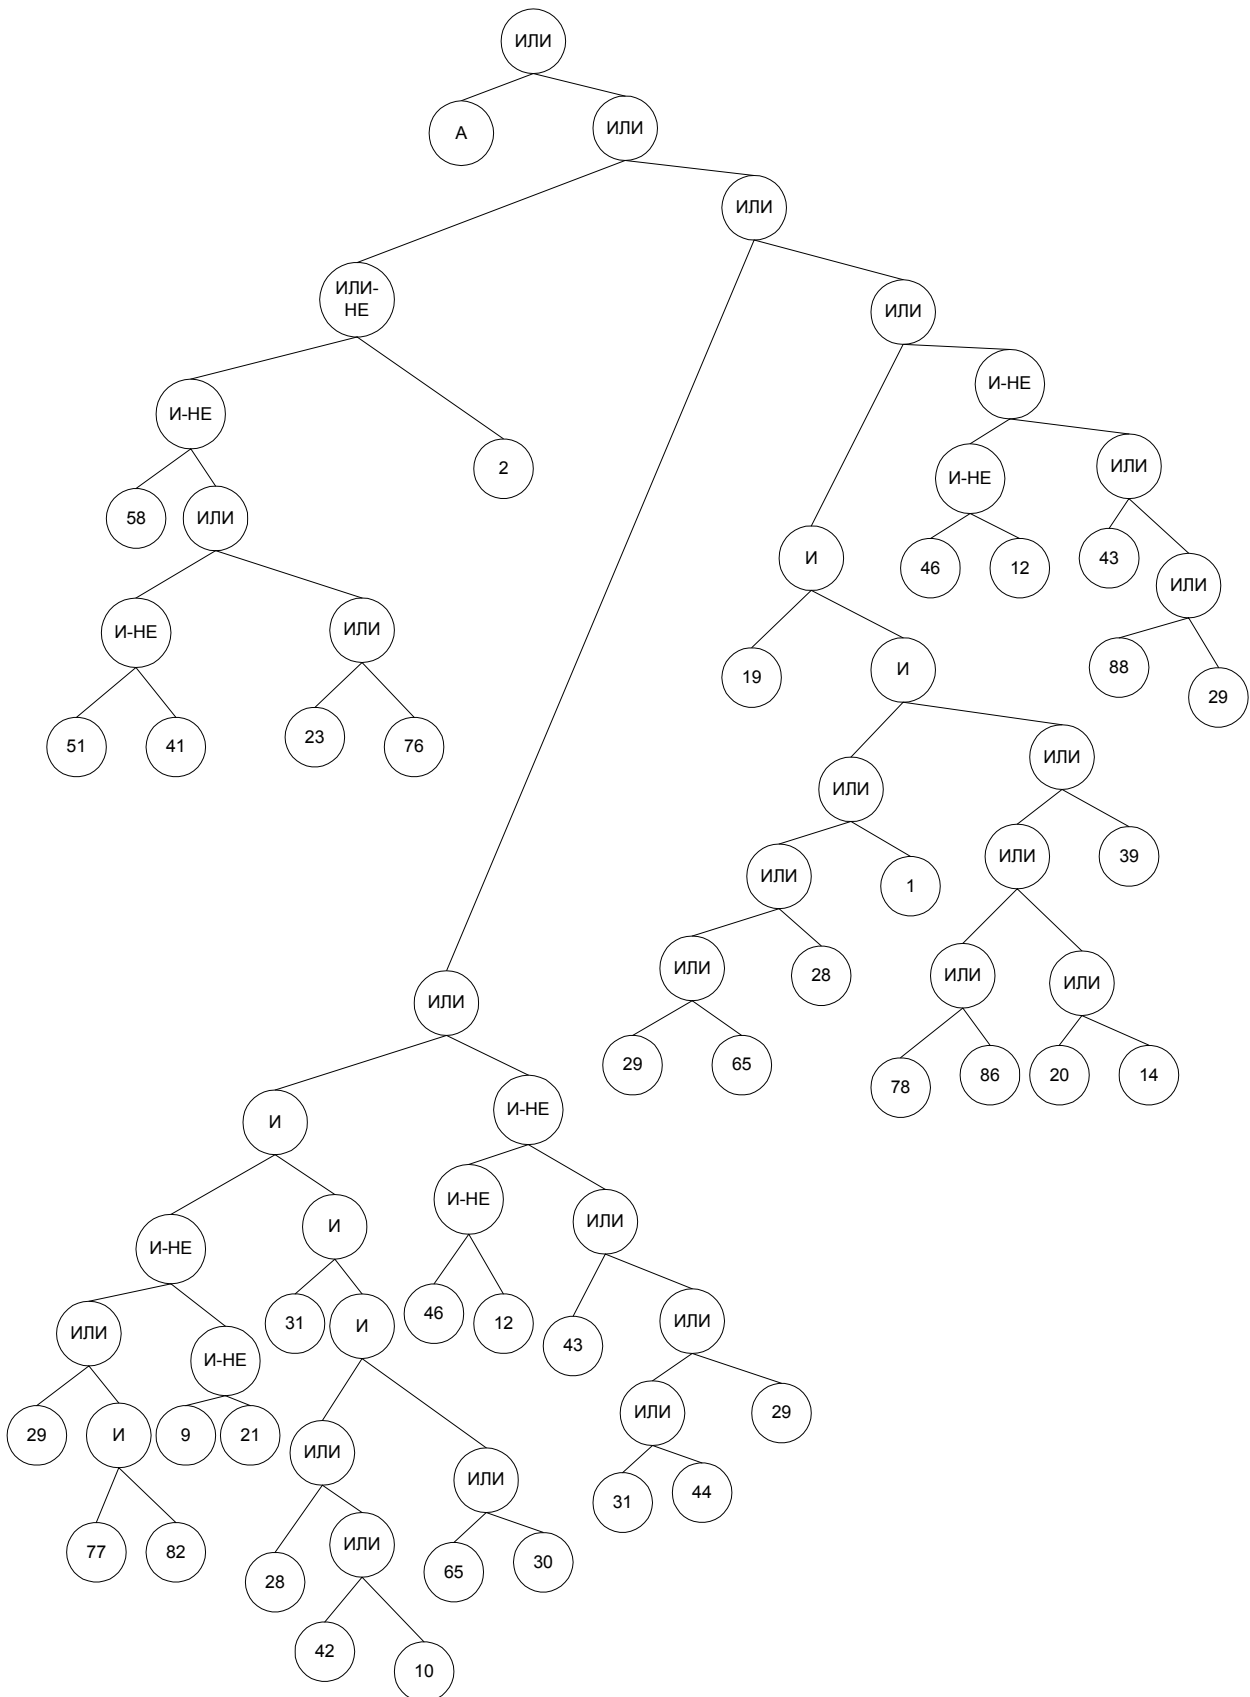 ИЛИ
А
ИЛИ
ИЛИ
ИЛИ-
НЕ
ИЛИ
И-НЕ
И-НЕ
2
И-НЕ
ИЛИ
58
ИЛИ
И
46
12
43
ИЛИ
И-НЕ
ИЛИ
19
И
88
29
51
41
23
76
ИЛИ
ИЛИ
ИЛИ
1
ИЛИ
39
ИЛИ
28
ИЛИ
ИЛИ
ИЛИ
29
65
78
86
20
14
И
И-НЕ
И-НЕ
И
И-НЕ
ИЛИ
ИЛИ
И-НЕ
31
И
46
12
43
ИЛИ
29
И
9
21
ИЛИ
ИЛИ
ИЛИ
29
77
82
28
ИЛИ
65
30
31
44
42
10